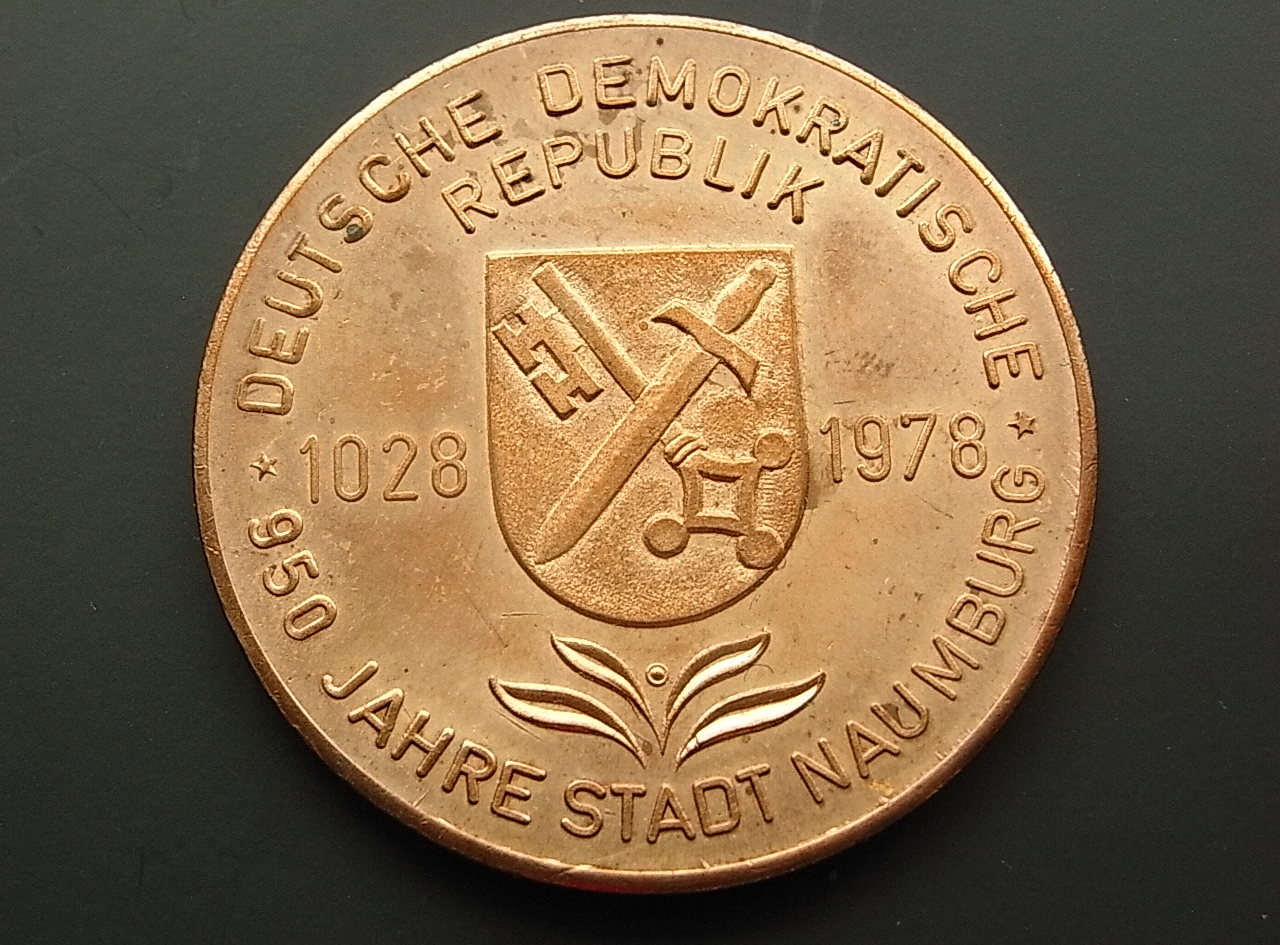 DEUTSCHE DEMOKRATISCHE
REPUBLIK
1028 1978
950 JAHRE STADT NAUMBURG